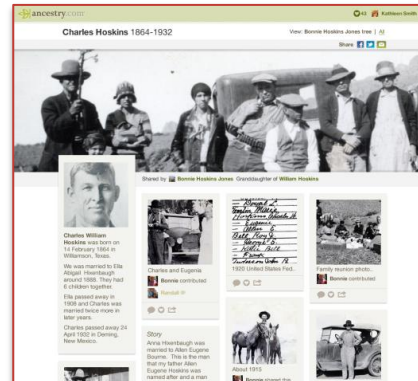 ancestry.com
43 Kathleen Smith
Charles Hoskins 1864-1932
View: Bonnie Hoskins Jones tree | All
Share
Shared by Bonnie Hoskins Jones Granddaughter of William Hoskins
Charles William
Hoskins was born on
14 February 1864 in
Williamson, Texas.
We was married to Ella
Abigail Hixenbaugh
around 1888. They had
6 children together.
Ella passed away in
1908 and Charles was
married twice more in
later years.
Charles passed away 24
April 1932 in Deming,
New Mexico.
Charles and Eugenia
Bonnie contributed
Story
Anna Hixenbaugh was
married to Allen Eugene
Bourne. This is the man
that my father Allen
Eugene Hoskins was
named after and a man
1920 United States Fed.
Bonnie contributed
About 1915
Bonnie shared this
Family reunion photo.
Bonnie contributed